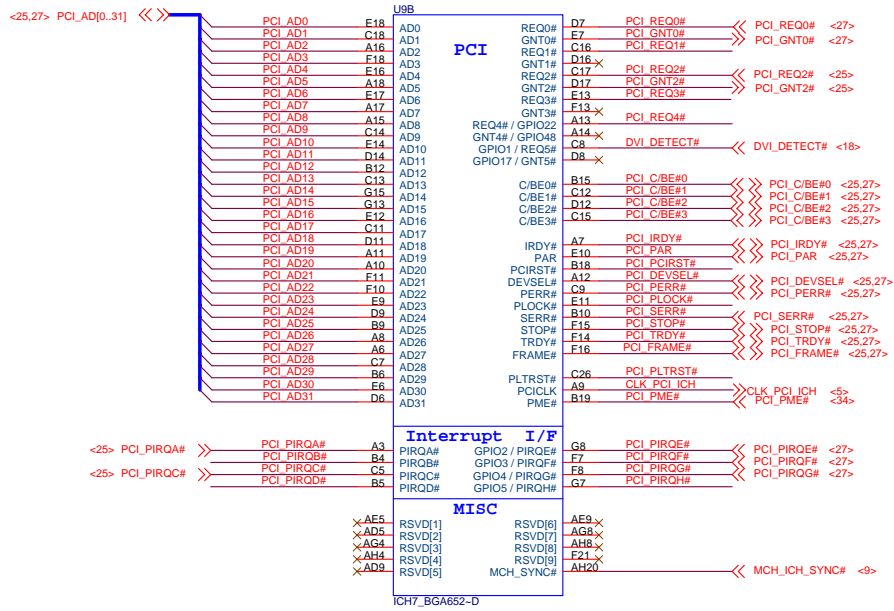 U9B
<25,27> PCI_AD[0..31]
PCI
PCI_AD0 E18 AD0 REQ0# D7 PCI_REQ0# PCI_REQ0# <27>
PCI_AD1 C18 AD1 GNT0# E7 PCI_GNT0# PCI_GNT0# <27>
PCI_AD2 A16 AD2 REQ1# C16 PCI_REQ1#
PCI_AD3 F18 AD3 GNT1# D16
PCI_AD4 E16 AD4 REQ2# C17 PCI_REQ2# PCI_REQ2# <25>
PCI_AD5 A18 AD5 GNT2# D17 PCI_GNT2# PCI_GNT2# <25>
PCI_AD6 E17 AD6 REQ3# E13 PCI_REQ3#
PCI_AD7 A17 AD7 GNT3# F13
PCI_AD8 A15 AD8 REQ4# / GPIO22 A13 PCI_REQ4#
PCI_AD9 C14 AD9 GNT4# / GPIO48 A14
PCI_AD10 E14 AD10 GPIO1 / REQ5# C8 DVI_DETECT# DVI_DETECT# <18>
PCI_AD11 D14 AD11 GPIO17 / GNT5# D8
PCI_AD12 B12 AD12
PCI_AD13 C13 AD13 C/BE0# B15 PCI_C/BE#0 PCI_C/BE#0 <25,27>
PCI_AD14 G15 AD14 C/BE1# C12 PCI_C/BE#1 PCI_C/BE#1 <25,27>
PCI_AD15 G13 AD15 C/BE2# D12 PCI_C/BE#2 PCI_C/BE#2 <25,27>
PCI_AD16 E12 AD16 C/BE3# C15 PCI_C/BE#3 PCI_C/BE#3 <25,27>
PCI_AD17 C11 AD17
PCI_AD18 D11 AD18 IRDY# A7 PCI_IRDY# PCI_IRDY# <25,27>
PCI_AD19 A11 AD19 PAR E10 PCI_PAR PCI_PAR <25,27>
PCI_AD20 A10 AD20 PCIRST# B18 PCI_PCIRST#
PCI_AD21 F11 AD21 DEVSEL# A12 PCI_DEVSEL# PCI_DEVSEL# <25,27>
PCI_AD22 F10 AD22 PERR# C9 PCI_PERR# PCI_PERR# <25,27>
PCI_AD23 E9 AD23 PLOCK# E11 PCI_PLOCK#
PCI_AD24 D9 AD24 SERR# B10 PCI_SERR# PCI_SERR# <25,27>
PCI_AD25 B9 AD25 STOP# F15 PCI_STOP# PCI_STOP# <25,27>
PCI_AD26 A8 AD26 TRDY# F14 PCI_TRDY# PCI_TRDY# <25,27>
PCI_AD27 A6 AD27 FRAME# F16 PCI_FRAME# PCI_FRAME# <25,27>
PCI_AD28 C7 AD28
PCI_AD29 B6 AD29 PLTRST# C26 PCI_PLTRST#
PCI_AD30 E6 AD30 PCICLK A9 CLK_PCI_ICH CLK_PCI_ICH <5>
PCI_AD31 D6 AD31 PME# B19 PCI_PME# PCI_PME# <34>
Interrupt I/F
<25> PCI_PIRQA# PCI_PIRQA# A3 PIRQA# GPIO2 / PIRQE# G8 PCI_PIRQE# PCI_PIRQE# <27>
PCI_PIRQB# B4 PIRQB# GPIO3 / PIRQF# F7 PCI_PIRQF# PCI_PIRQF# <27>
<25> PCI_PIRQC# PCI_PIRQC# C5 PIRQC# GPIO4 / PIRQG# F8 PCI_PIRQG# PCI_PIRQG# <27>
PCI_PIRQD# B5 PIRQD# GPIO5 / PIRQH# G7 PCI_PIRQH#
MISC
AE5 RSVD[1] RSVD[6] AE9
AD5 RSVD[2] RSVD[7] AG8
AG4 RSVD[3] RSVD[8] AH8
AH4 RSVD[4] RSVD[9] F21
AD9 RSVD[5] MCH_SYNC# AH20 MCH_ICH_SYNC# <9>
ICH7_BGA652~D